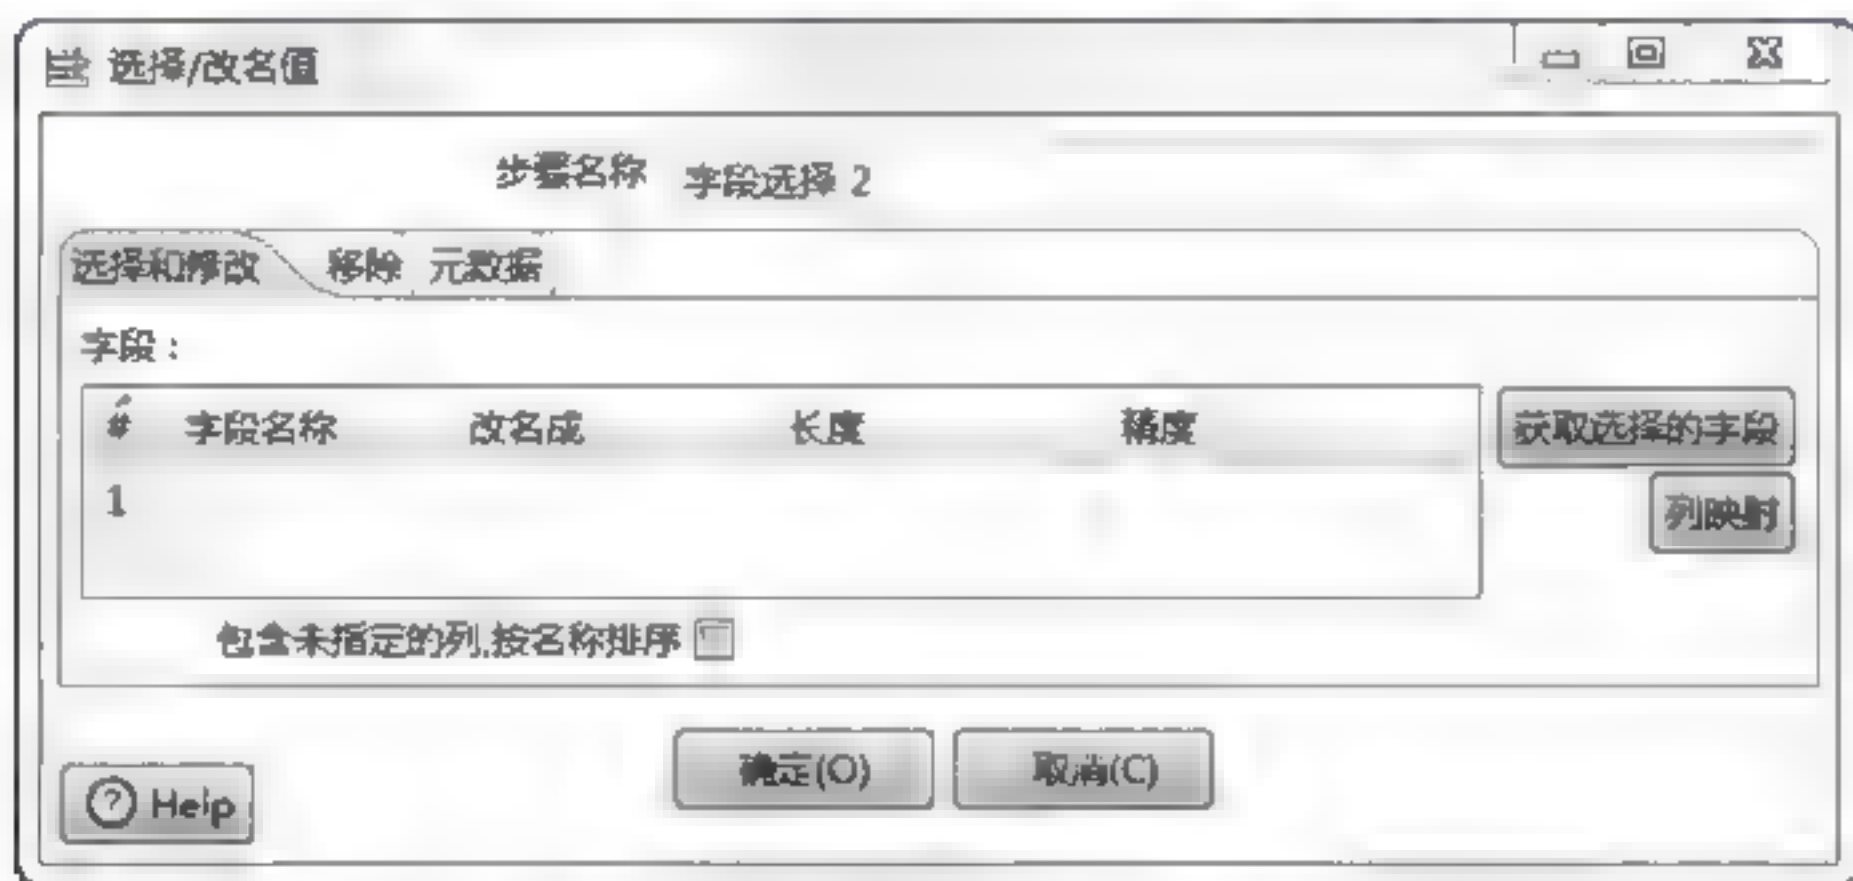 选择/改名值
步骤名称 字段选择 2
选择和修改 移除 元数据
字段：
# 字段名称 改名成 长度 精度
获取选择的字段
1
列映射
包含未指定的列,按名称排序
确定(O) 取消(C)
Help